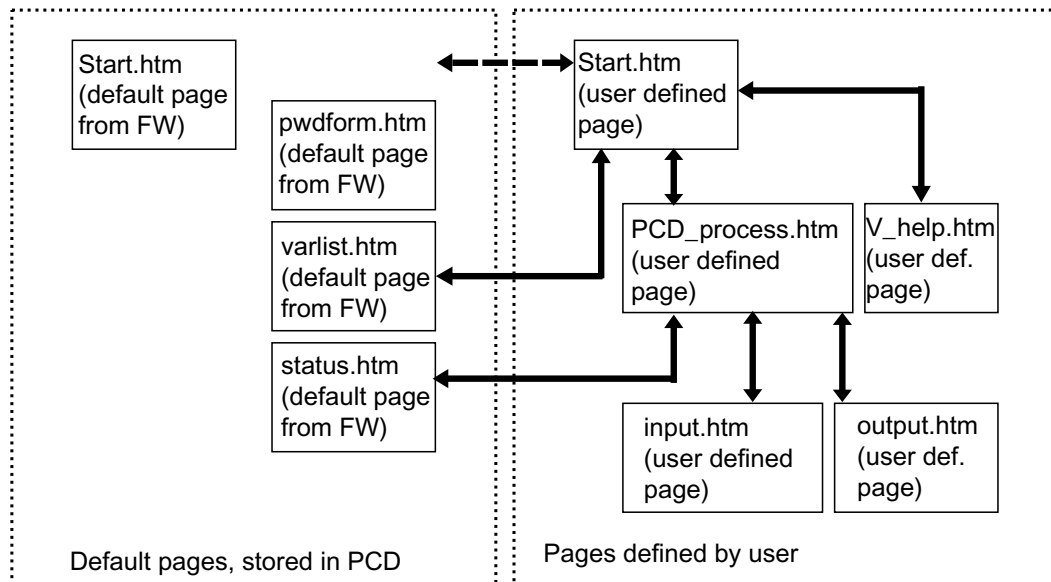 Start.htm
(default page
from FW)
pwdform.htm
(default page
from FW)
varlist.htm
(default page
from FW)
status.htm
(default page
from FW)
Default pages, stored in PCD
Start.htm
(user defined
page)
PCD_process.htm
(user defined
page)
V_help.htm
(user def.
page)
input.htm
(user defined
page)
output.htm
(user def.
page)
Pages defined by user